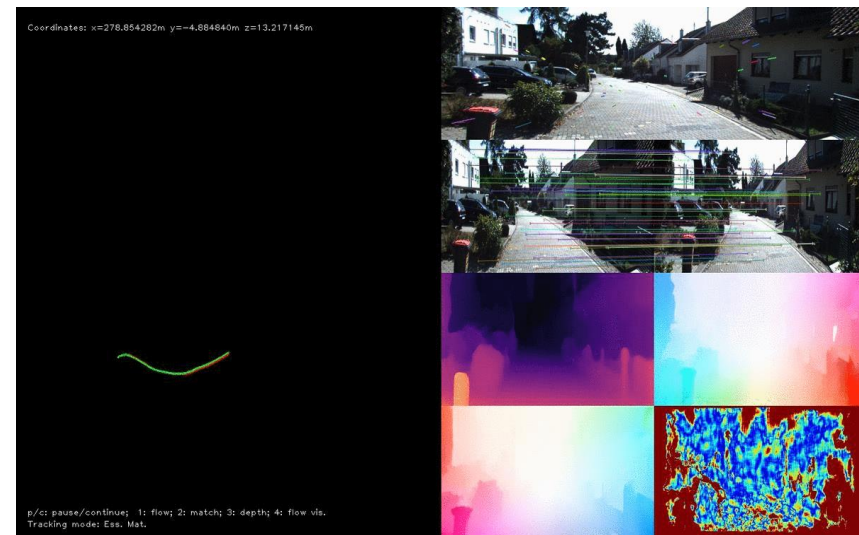 Coordinates: x=278.854282m y=-4.884840m z=13.217145m
p/c: pause/continue; 1: flow; 2: match; 3: depth; 4: flow vis.
Tracking mode: Ess. Mat.